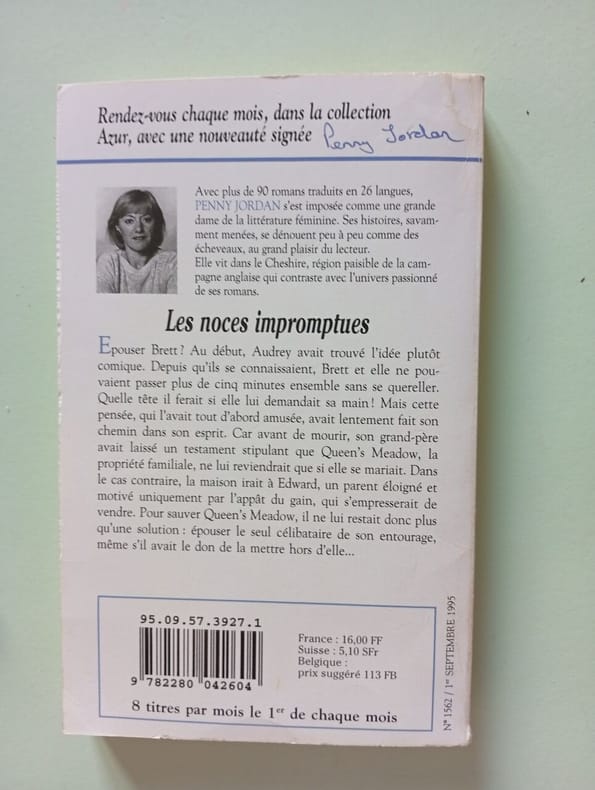 Rendez-vous chaque mois, dans la collection
Azur, avec une nouveauté signée Penny Jordan
Avec plus de 90 romans traduits en 26 langues,
PENNY JORDAN s'est imposée comme une grande
dame de la littérature féminine. Ses histoires, savam-
ment menées, se dénouent peu à peu comme des
écheveaux, au grand plaisir du lecteur.
Elle vit dans le Cheshire, région paisible de la cam-
pagne anglaise qui contraste avec l'univers passionné
de ses romans.
Les noces impromptues
Epouser Brett ? Au début, Audrey avait trouvé l'idée plutôt
comique. Depuis qu'ils se connaissaient, Brett et elle ne pou-
vaient passer plus de cinq minutes ensemble sans se quereller.
Quelle tête il ferait si elle lui demandait sa main ! Mais cette
pensée, qui l'avait tout d'abord amusée, avait lentement fait son
chemin dans son esprit. Car avant de mourir, son grand-père
avait laissé un testament stipulant que Queen's Meadow, la
propriété familiale, ne lui reviendrait que si elle se mariait. Dans
le cas contraire, la maison irait à Edward, un parent éloigné et
motivé uniquement par l'appât du gain, qui s'empresserait de
vendre. Pour sauver Queen's Meadow, il ne lui restait donc plus
qu'une solution : épouser le seul célibataire de son entourage,
même s'il avait le don de la mettre hors d'elle...
95.09.57.3927.1
9 782280 042604
France : 16,00 FF
Suisse : 5,10 SFr
Belgique :
prix suggéré 113 FB
8 titres par mois le 1er de chaque mois
N° 1562 / 1er SEPTEMBRE 1995